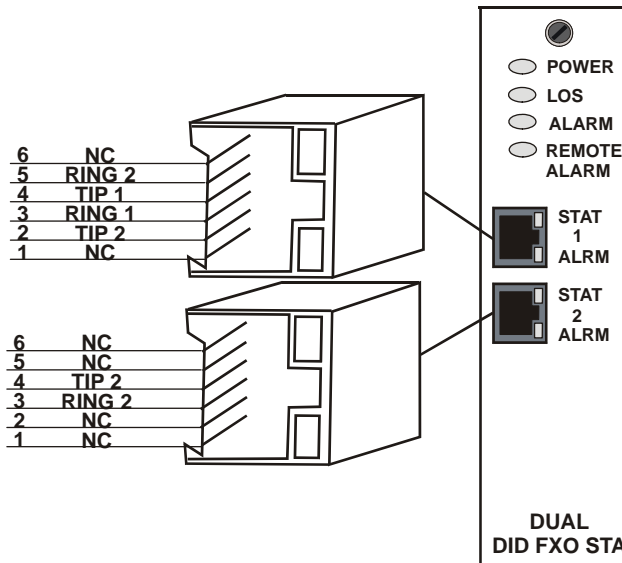 6 NC
5 RING 2
4 TIP 1
3 RING 1
2 TIP 2
1 NC
6 NC
5 NC
4 TIP 2
3 RING 2
2 NC
1 NC
POWER
LOS
ALARM
REMOTE
ALARM
STAT
1
ALRM
STAT
2
ALRM
DUAL
DID FXO STA